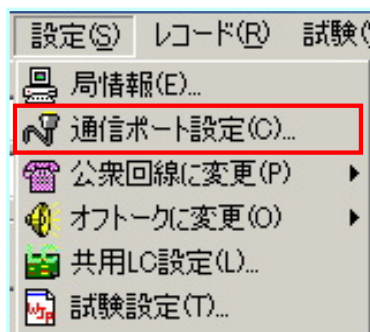 設定(S) レコード(R) 試験(
局情報(E)...
通信ポート設定(C)...
公衆回線に変更(P)
オフトークに変更(O)
共用LC設定(L)...
試験設定(T)...